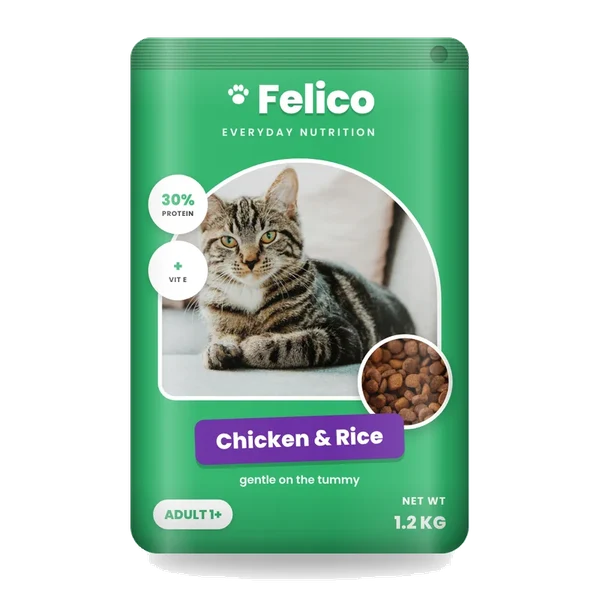 Felico
EVERYDAY NUTRITION
30%
PROTEIN
+
VIT E
Chicken & Rice
gentle on the tummy
ADULT 1+
NET WT
1.2 KG